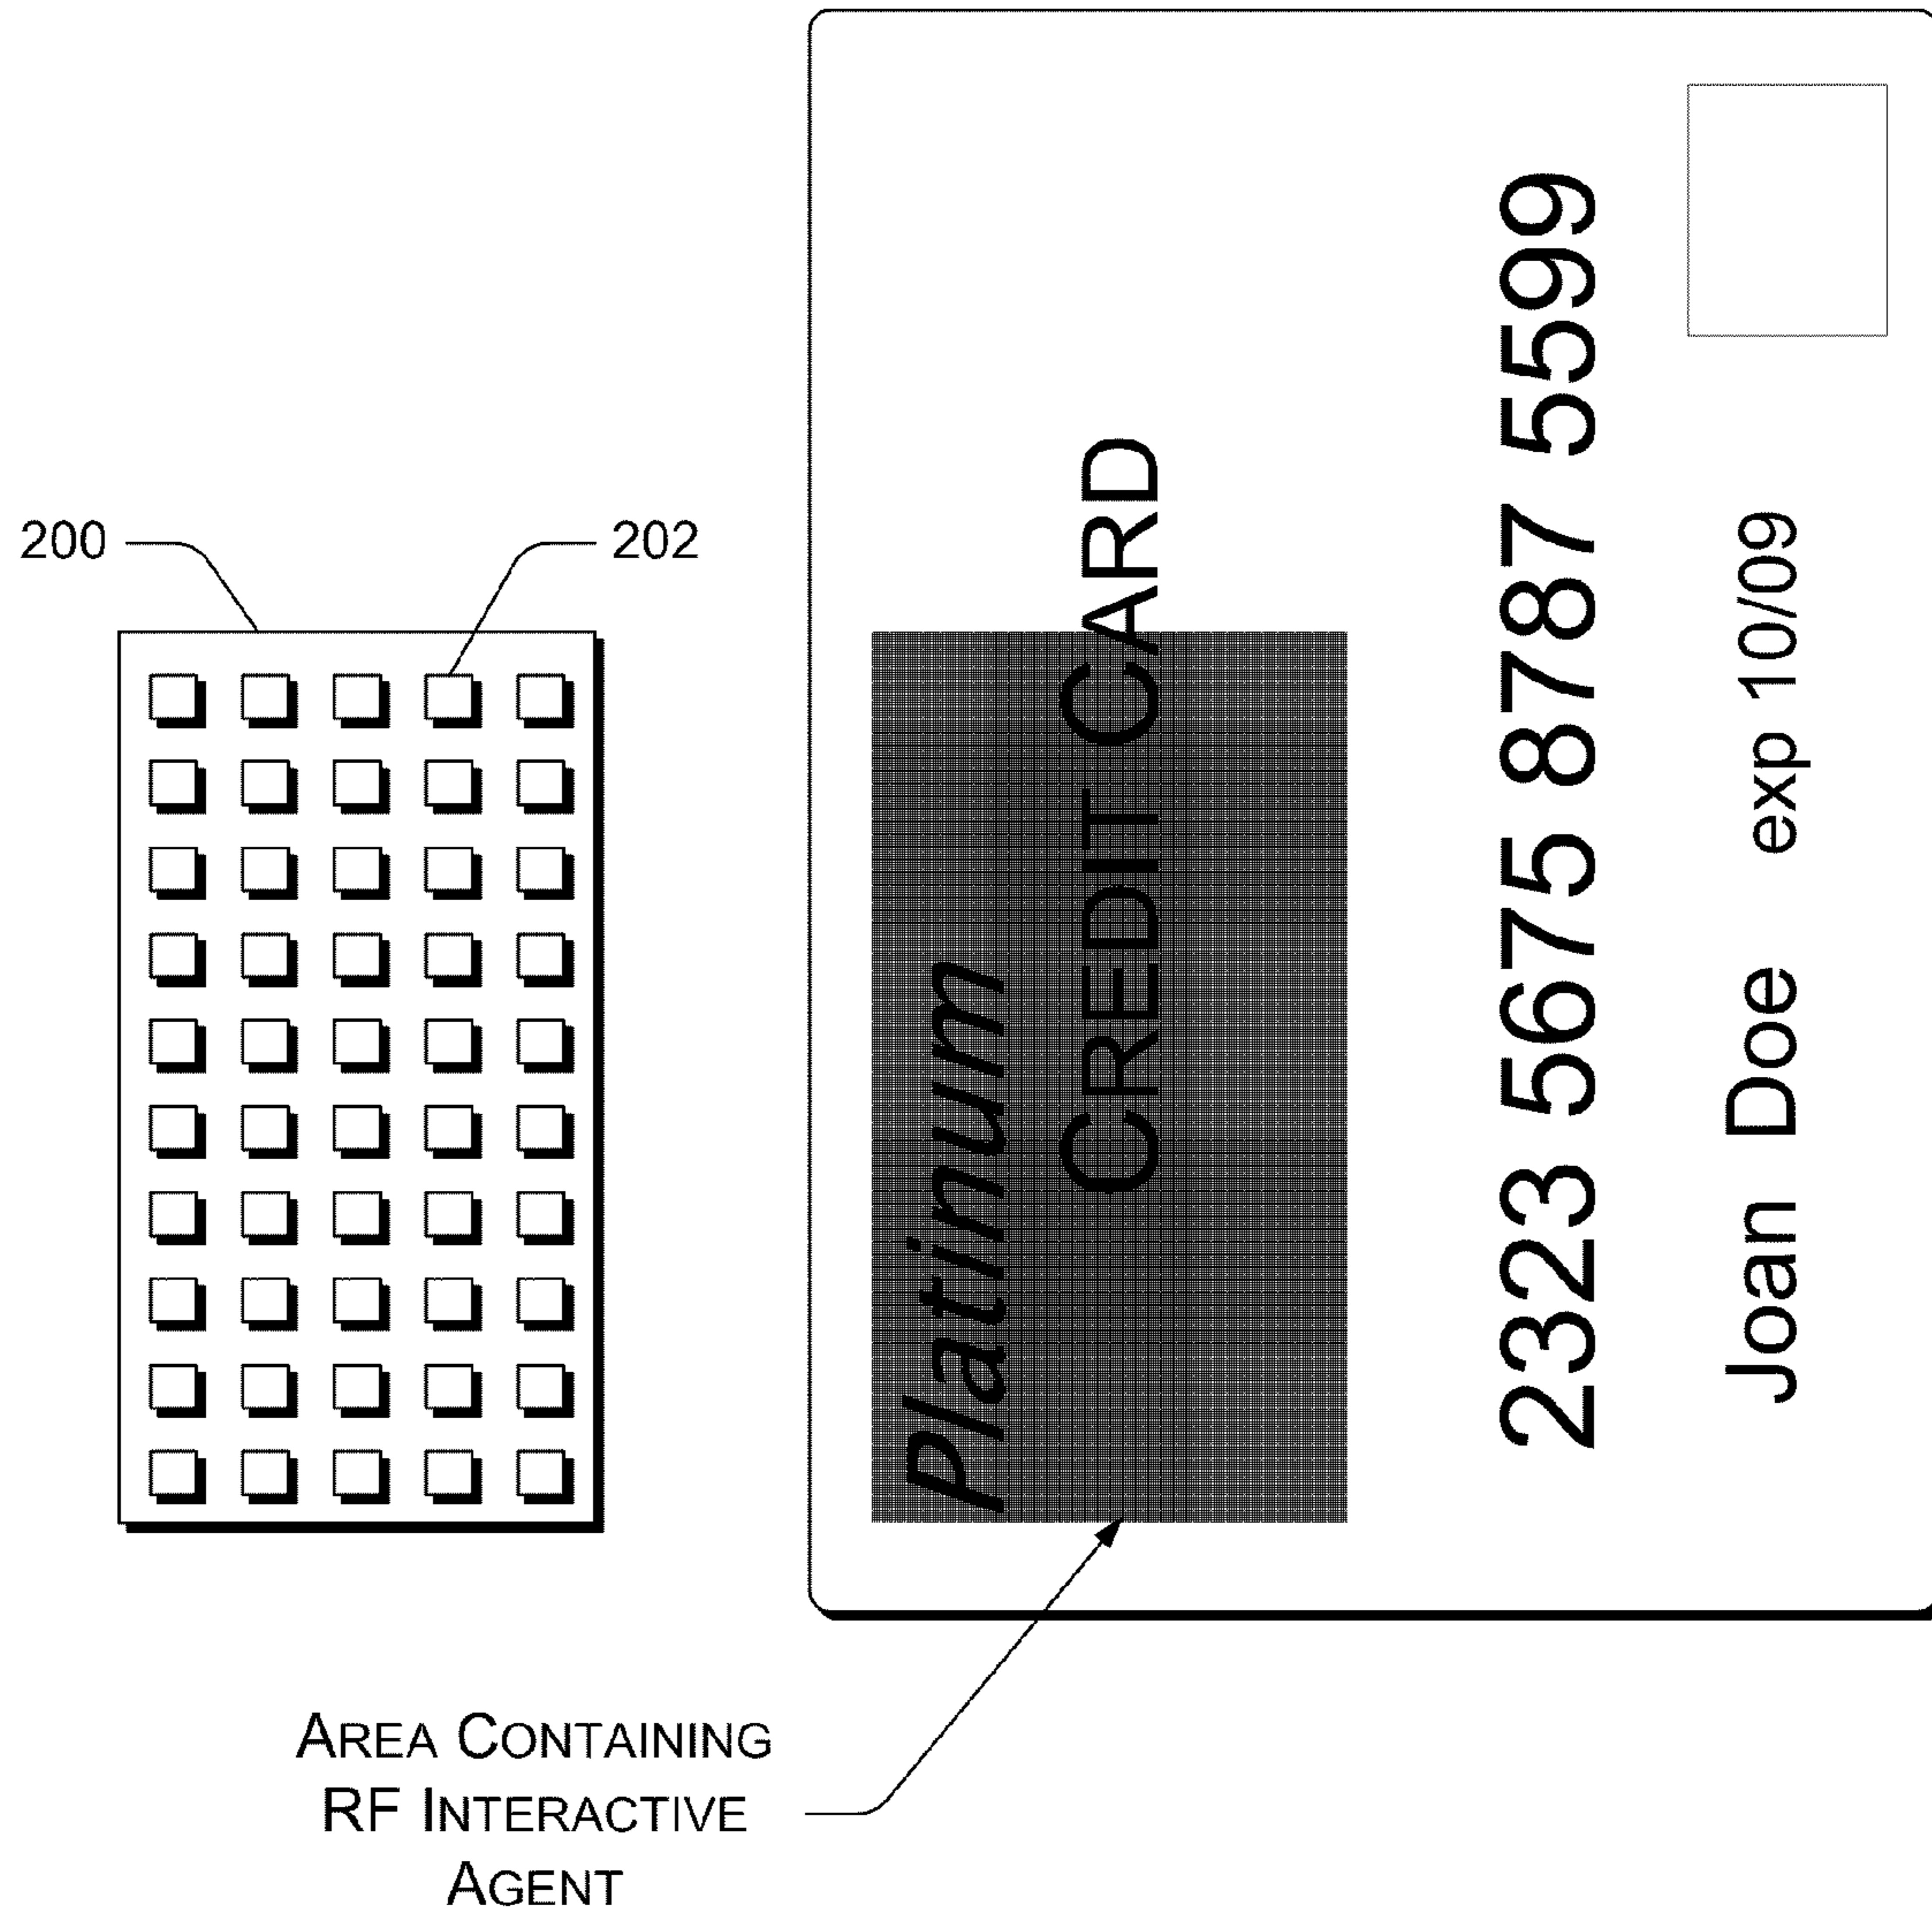 200
202
Platinum
CREDIT CARD
2323 5675 8787 5599
Joan Doe exp 10/09
AREA CONTAINING
RF INTERACTIVE
AGENT